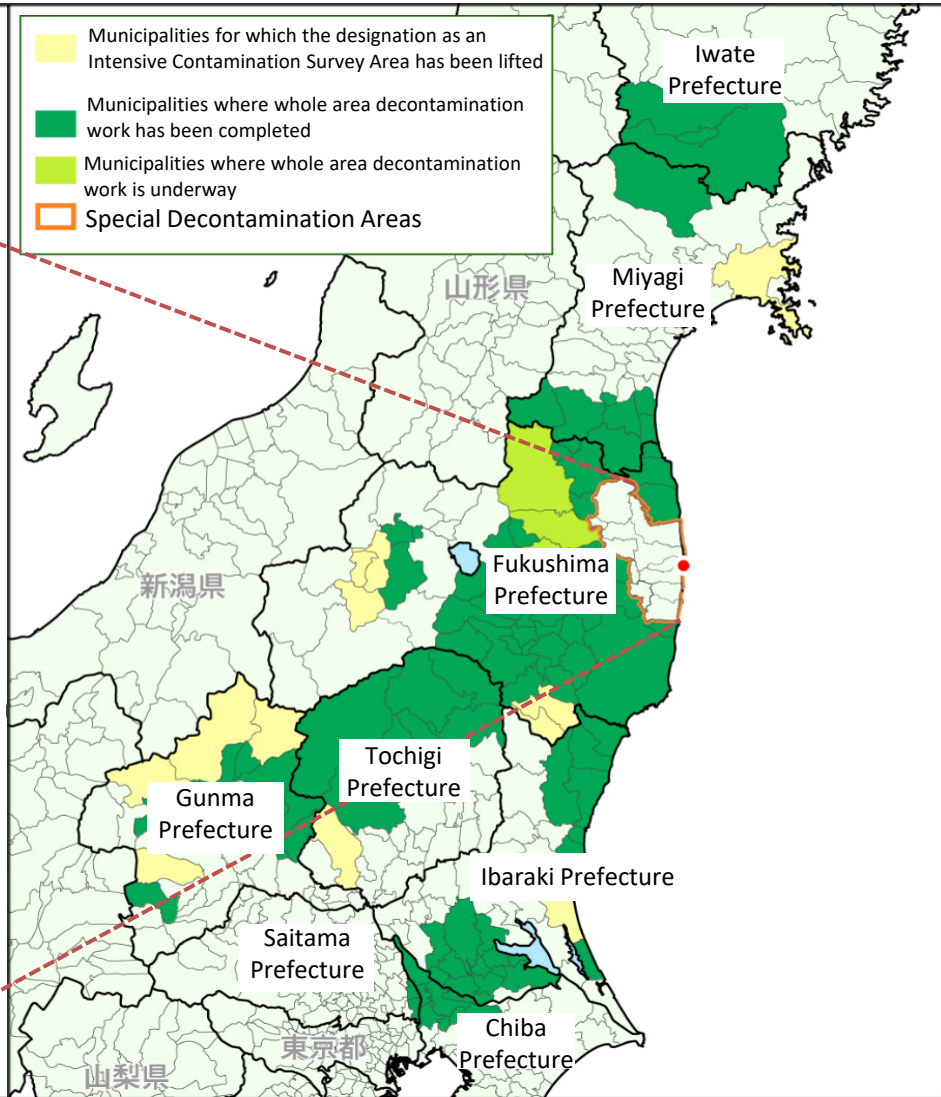 Municipalities for which the designation as an
Intensive Contamination Survey Area has been lifted
Municipalities where whole area decontamination
work has been completed
Municipalities where whole area decontamination
work is underway
Special Decontamination Areas
Iwate
Prefecture
山形県
Miyagi
Prefecture
新潟県
Fukushima
Prefecture
Tochigi
Prefecture
Gunma
Prefecture
Ibaraki Prefecture
Saitama
Prefecture
東京都
Chiba
Prefecture
山梨県